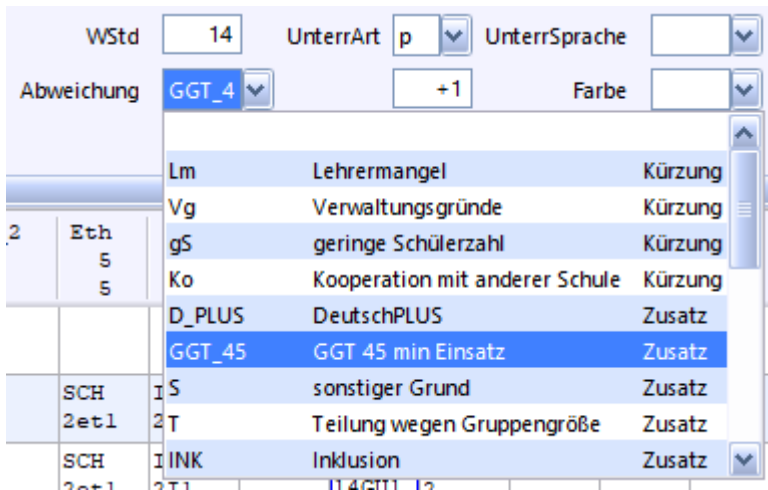 WStd 14 UnterrArt p UnterrSprache
Abweichung GGT_4 +1 Farbe
Lm Lehrermangel Kürzung
Vg Verwaltungsgründe Kürzung
gS geringe Schülerzahl Kürzung
Ko Kooperation mit anderer Schule Kürzung
D_PLUS DeutschPLUS Zusatz
GGT_45 GGT 45 min Einsatz Zusatz
S sonstiger Grund Zusatz
T Teilung wegen Gruppengröße Zusatz
INK Inklusion Zusatz
2 Eth
5
5
SCH I
2etl 2
SCH I